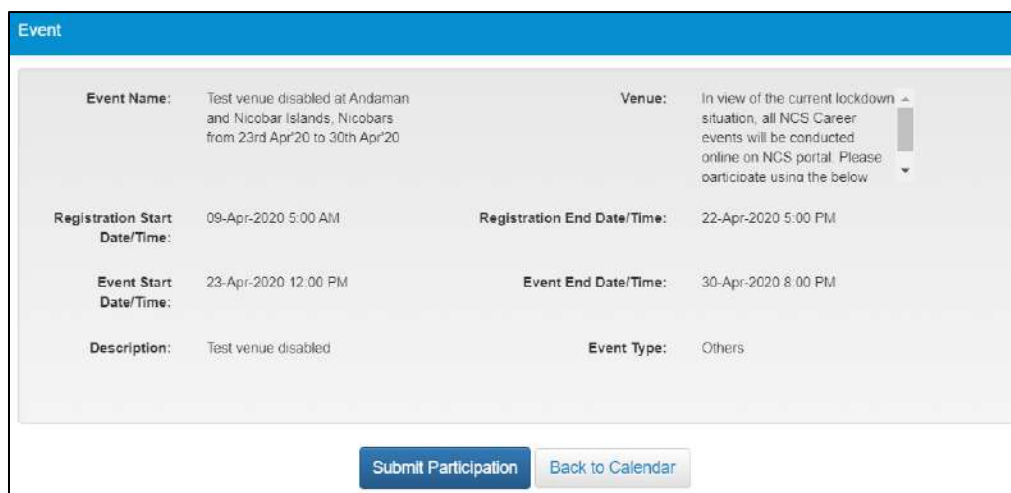 Event
Event Name:
Test venue disabled at Andaman
and Nicobar Islands, Nicobars
from 23rd Apr'20 to 30th Apr'20
Venue:
In view of the current lockdown
situation, all NCS Career
events will be conducted
online on NCS portal. Please
participate using the below
Registration Start
Date/Time:
09-Apr-2020 5:00 AM
Registration End Date/Time:
22-Apr-2020 5:00 PM
Event Start
Date/Time:
23-Apr-2020 12:00 PM
Event End Date/Time:
30-Apr-2020 8:00 PM
Description:
Test venue disabled
Event Type:
Others
Submit Participation
Back to Calendar